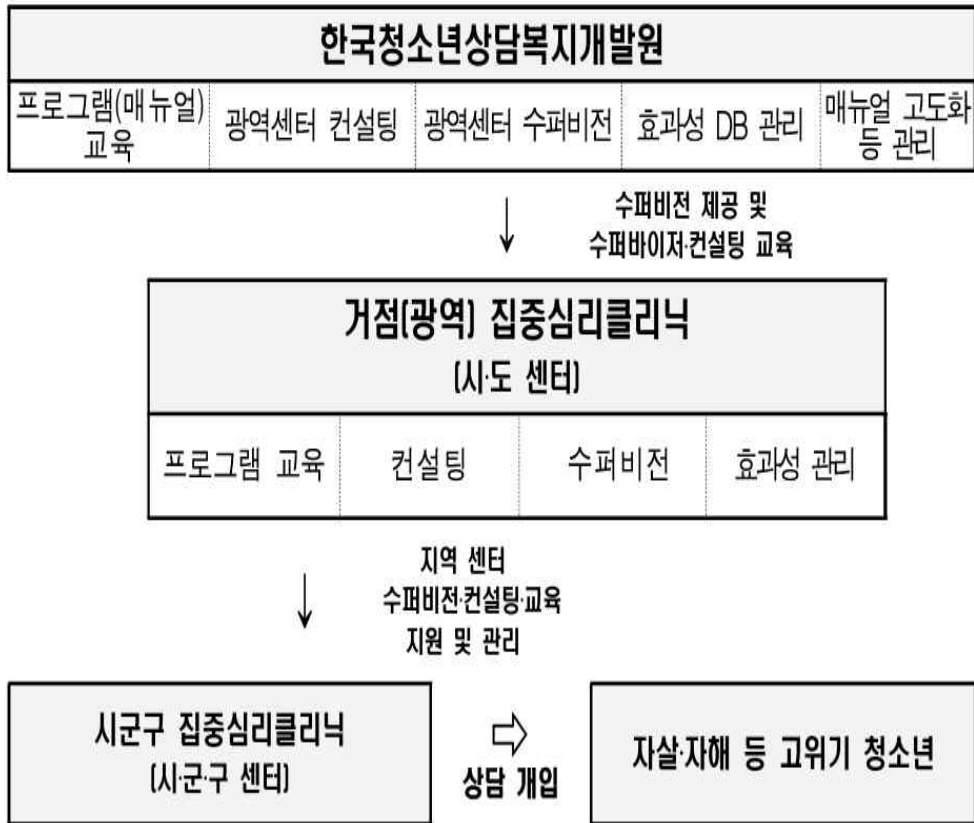 한국청소년상담복지개발원
프로그램(매뉴얼)
교육
광역센터 컨설팅
광역센터 수퍼비전
효과성 DB 관리
매뉴얼 고도화
등 관리
수퍼비전 제공 및
수퍼바이저·컨설팅 교육
거점(광역) 집중심리클리닉
(시·도 센터)
프로그램 교육
컨설팅
수퍼비전
효과성 관리
지역 센터
수퍼비전·컨설팅·교육
지원 및 관리
시군구 집중심리클리닉
(시·군·구 센터)
상담 개입
자살·자해 등 고위기 청소년